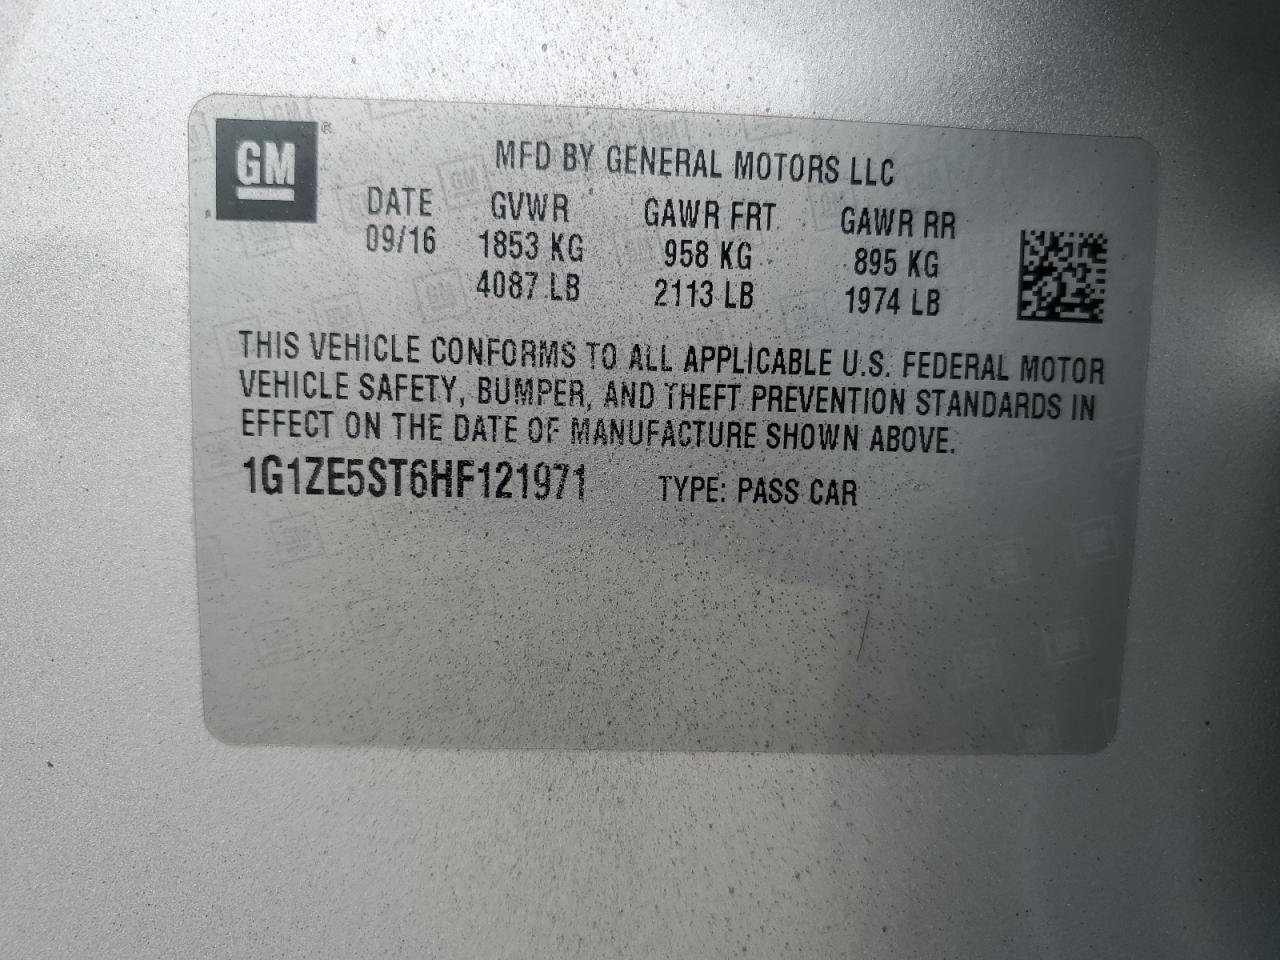 GM
MFD BY GENERAL MOTORS LLC
DATE GVWR GAWR FRT GAWR RR
09/16 1853 KG 958 KG 895 KG
4087 LB 2113 LB 1974 LB
THIS VEHICLE CONFORMS TO ALL APPLICABLE U.S. FEDERAL MOTOR
VEHICLE SAFETY, BUMPER, AND THEFT PREVENTION STANDARDS IN
EFFECT ON THE DATE OF MANUFACTURE SHOWN ABOVE.
1G1ZE5ST6HF121971 TYPE: PASS CAR